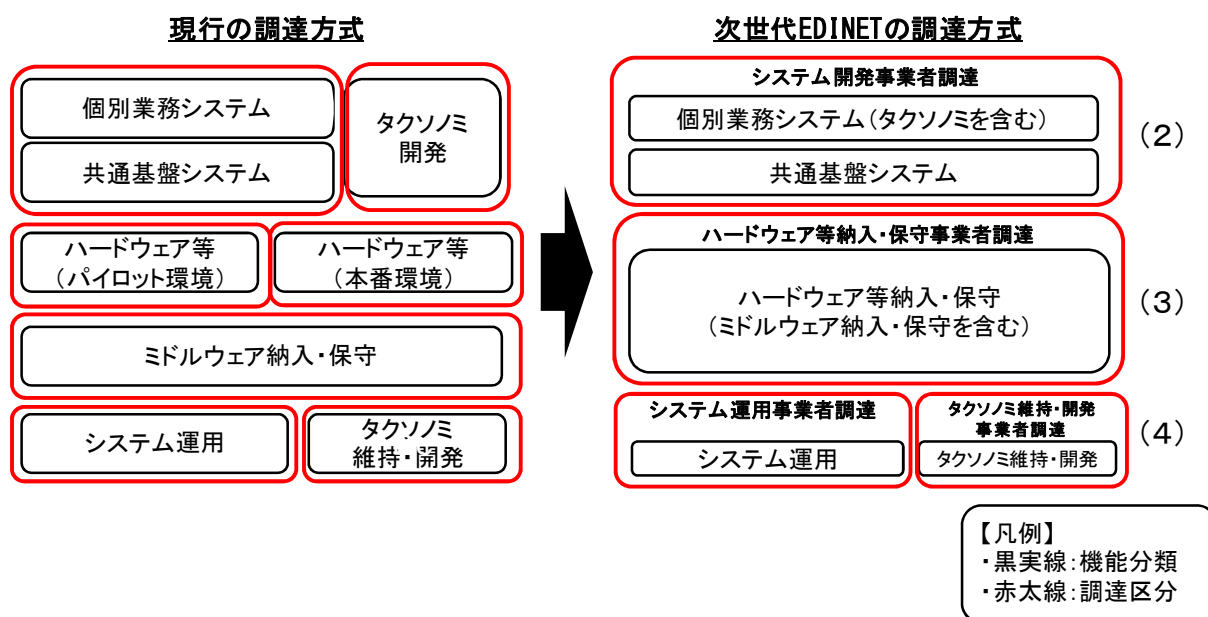 現行の調達方式
個別業務システム
共通基盤システム
タクソノミ
開発
ハードウェア等
（パイロット環境）
ハードウェア等
（本番環境）
ミドルウェア納入・保守
システム運用
タクソノミ
維持・開発
次世代EDINETの調達方式
システム開発事業者調達
個別業務システム（タクソノミを含む）
共通基盤システム
（２）
ハードウェア等納入・保守事業者調達
ハードウェア等納入・保守
（ミドルウェア納入・保守を含む）
（３）
システム運用事業者調達
システム運用
タクソノミ維持・開発
事業者調達
タクソノミ維持・開発
（４）
【凡例】
・黒実線：機能分類
・赤太線：調達区分